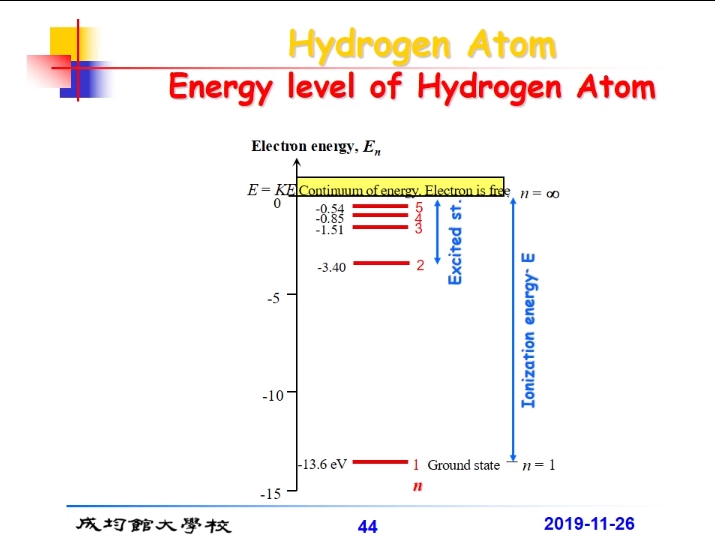 Hydrogen Atom
Energy level of Hydrogen Atom
Electron energy, En
E = KE
Continuum of energy. Electron is free
n = ∞
0
-0.54
5
-0.85
4
-1.51
3
-3.40
2
Excited st.
Ionization energy- E
-5
-10
-13.6 eV
1
Ground state
n = 1
n
-15
成均館大學校
44
2019-11-26